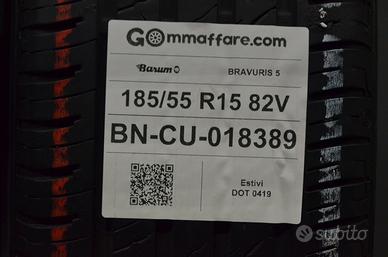 GOmmaffare.com
Barum BRAVURIS 5
185/55 R15 82V
BN-CU-018389
Estivi
DOT 0419
subito